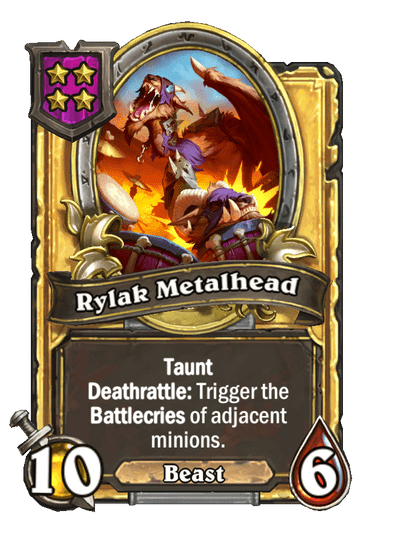 Rylak Metalhead
Taunt
Deathrattle: Trigger the
Battlecries of adjacent
minions.
10
Beast
6